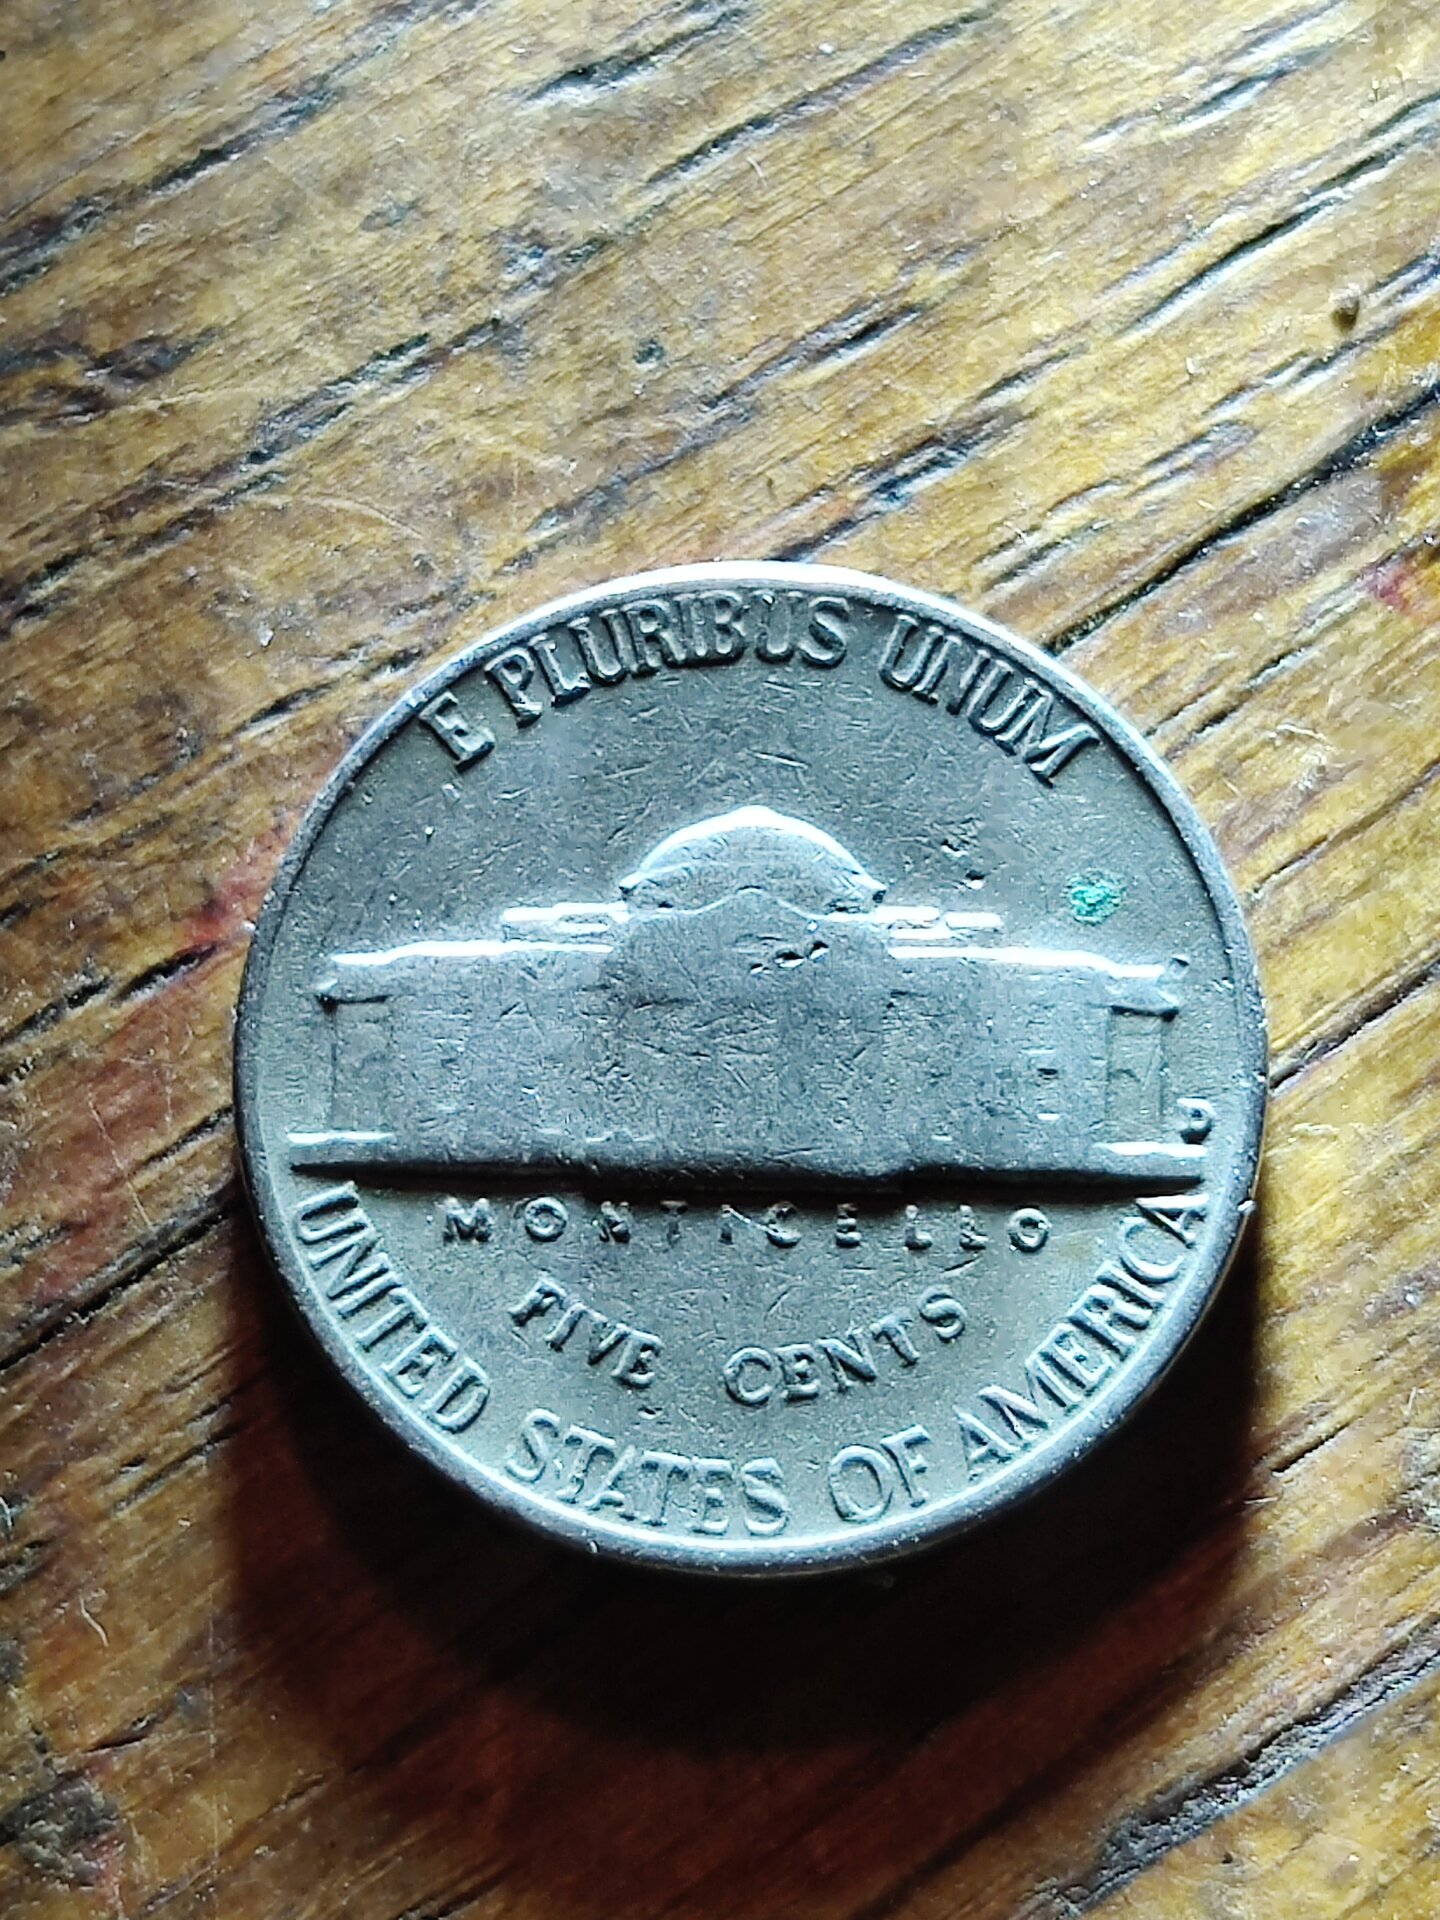 E PLURIBUS UNUM
D
MONTICELLO
FIVE CENTS
UNITED STATES OF AMERICA